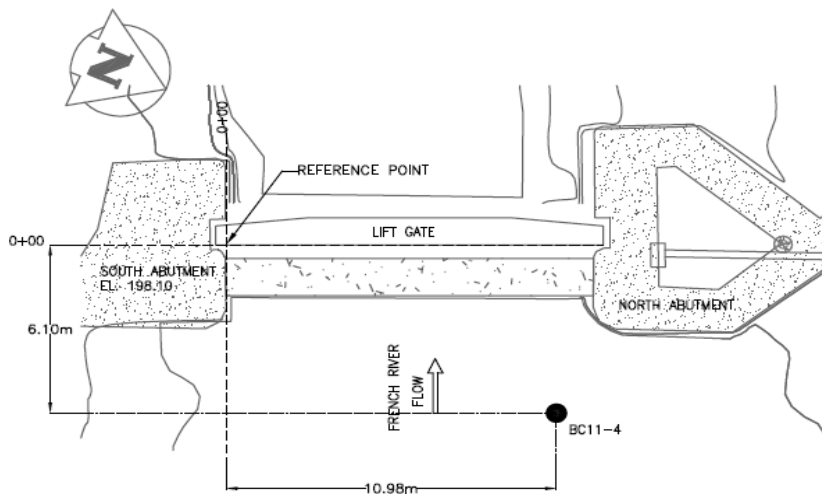 N
0+00
REFERENCE POINT
LIFT GATE
0+00
SOUTH ABUTMENT
EL. 198.10
NORTH ABUTMENT
6.10m
FRENCH RIVER
FLOW
BC11-4
10.98m